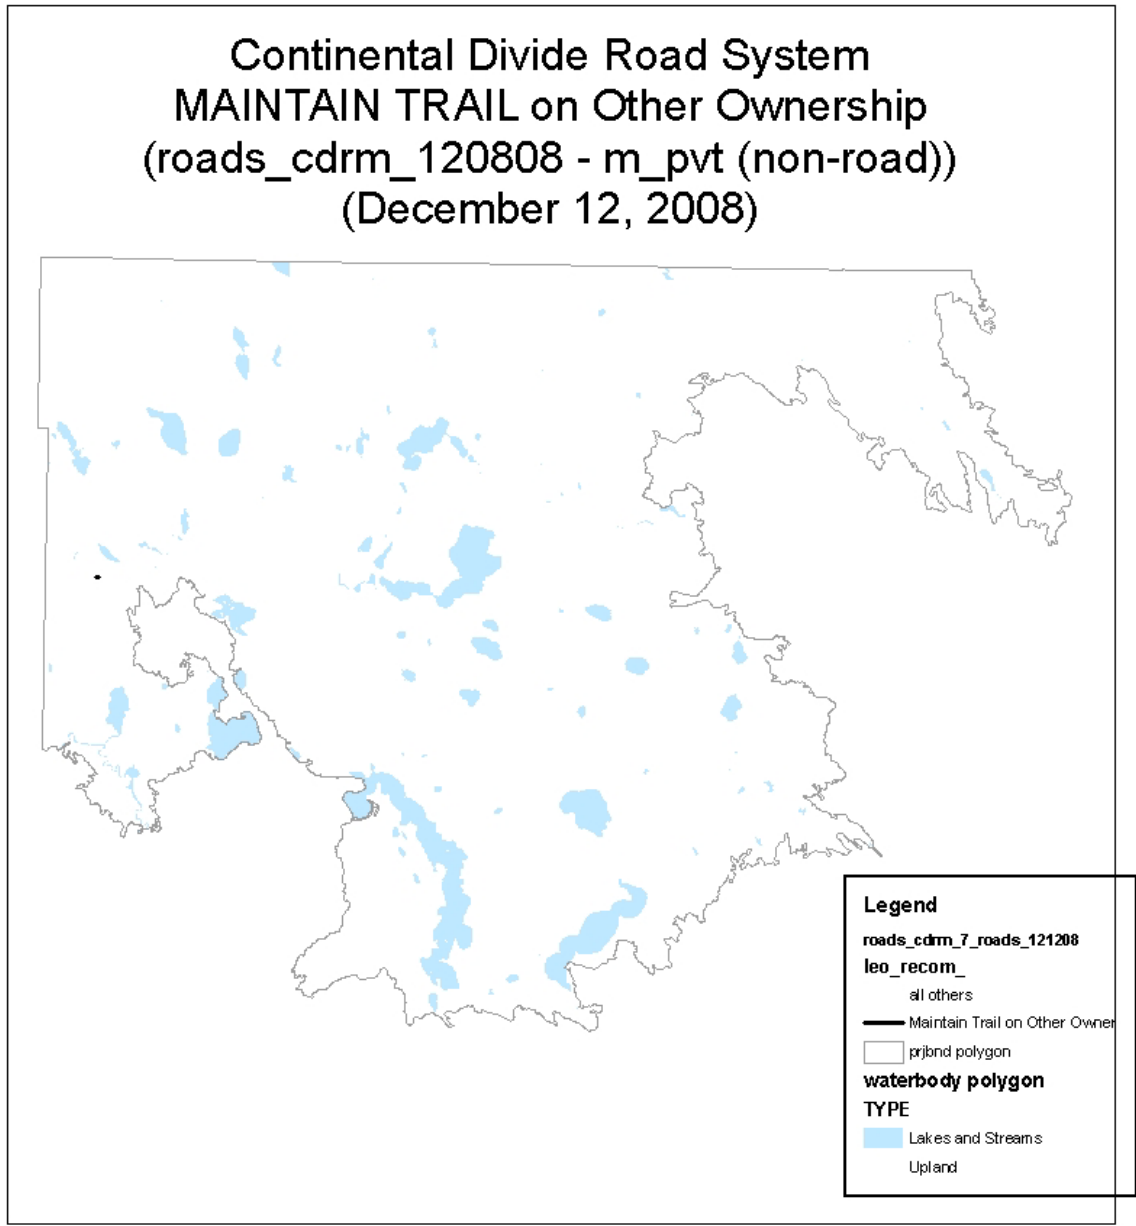 Continental Divide Road System
MAINTAIN TRAIL on Other Ownership
(roads_cdrm_120808 - m_pvt (non-road))
(December 12, 2008)
Legend
roads_cdrm_7_roads_121208
leo_recom_
all others
Maintain Trail on Other Owner
prjbnd polygon
waterbody polygon
TYPE
Lakes and Streams
Upland